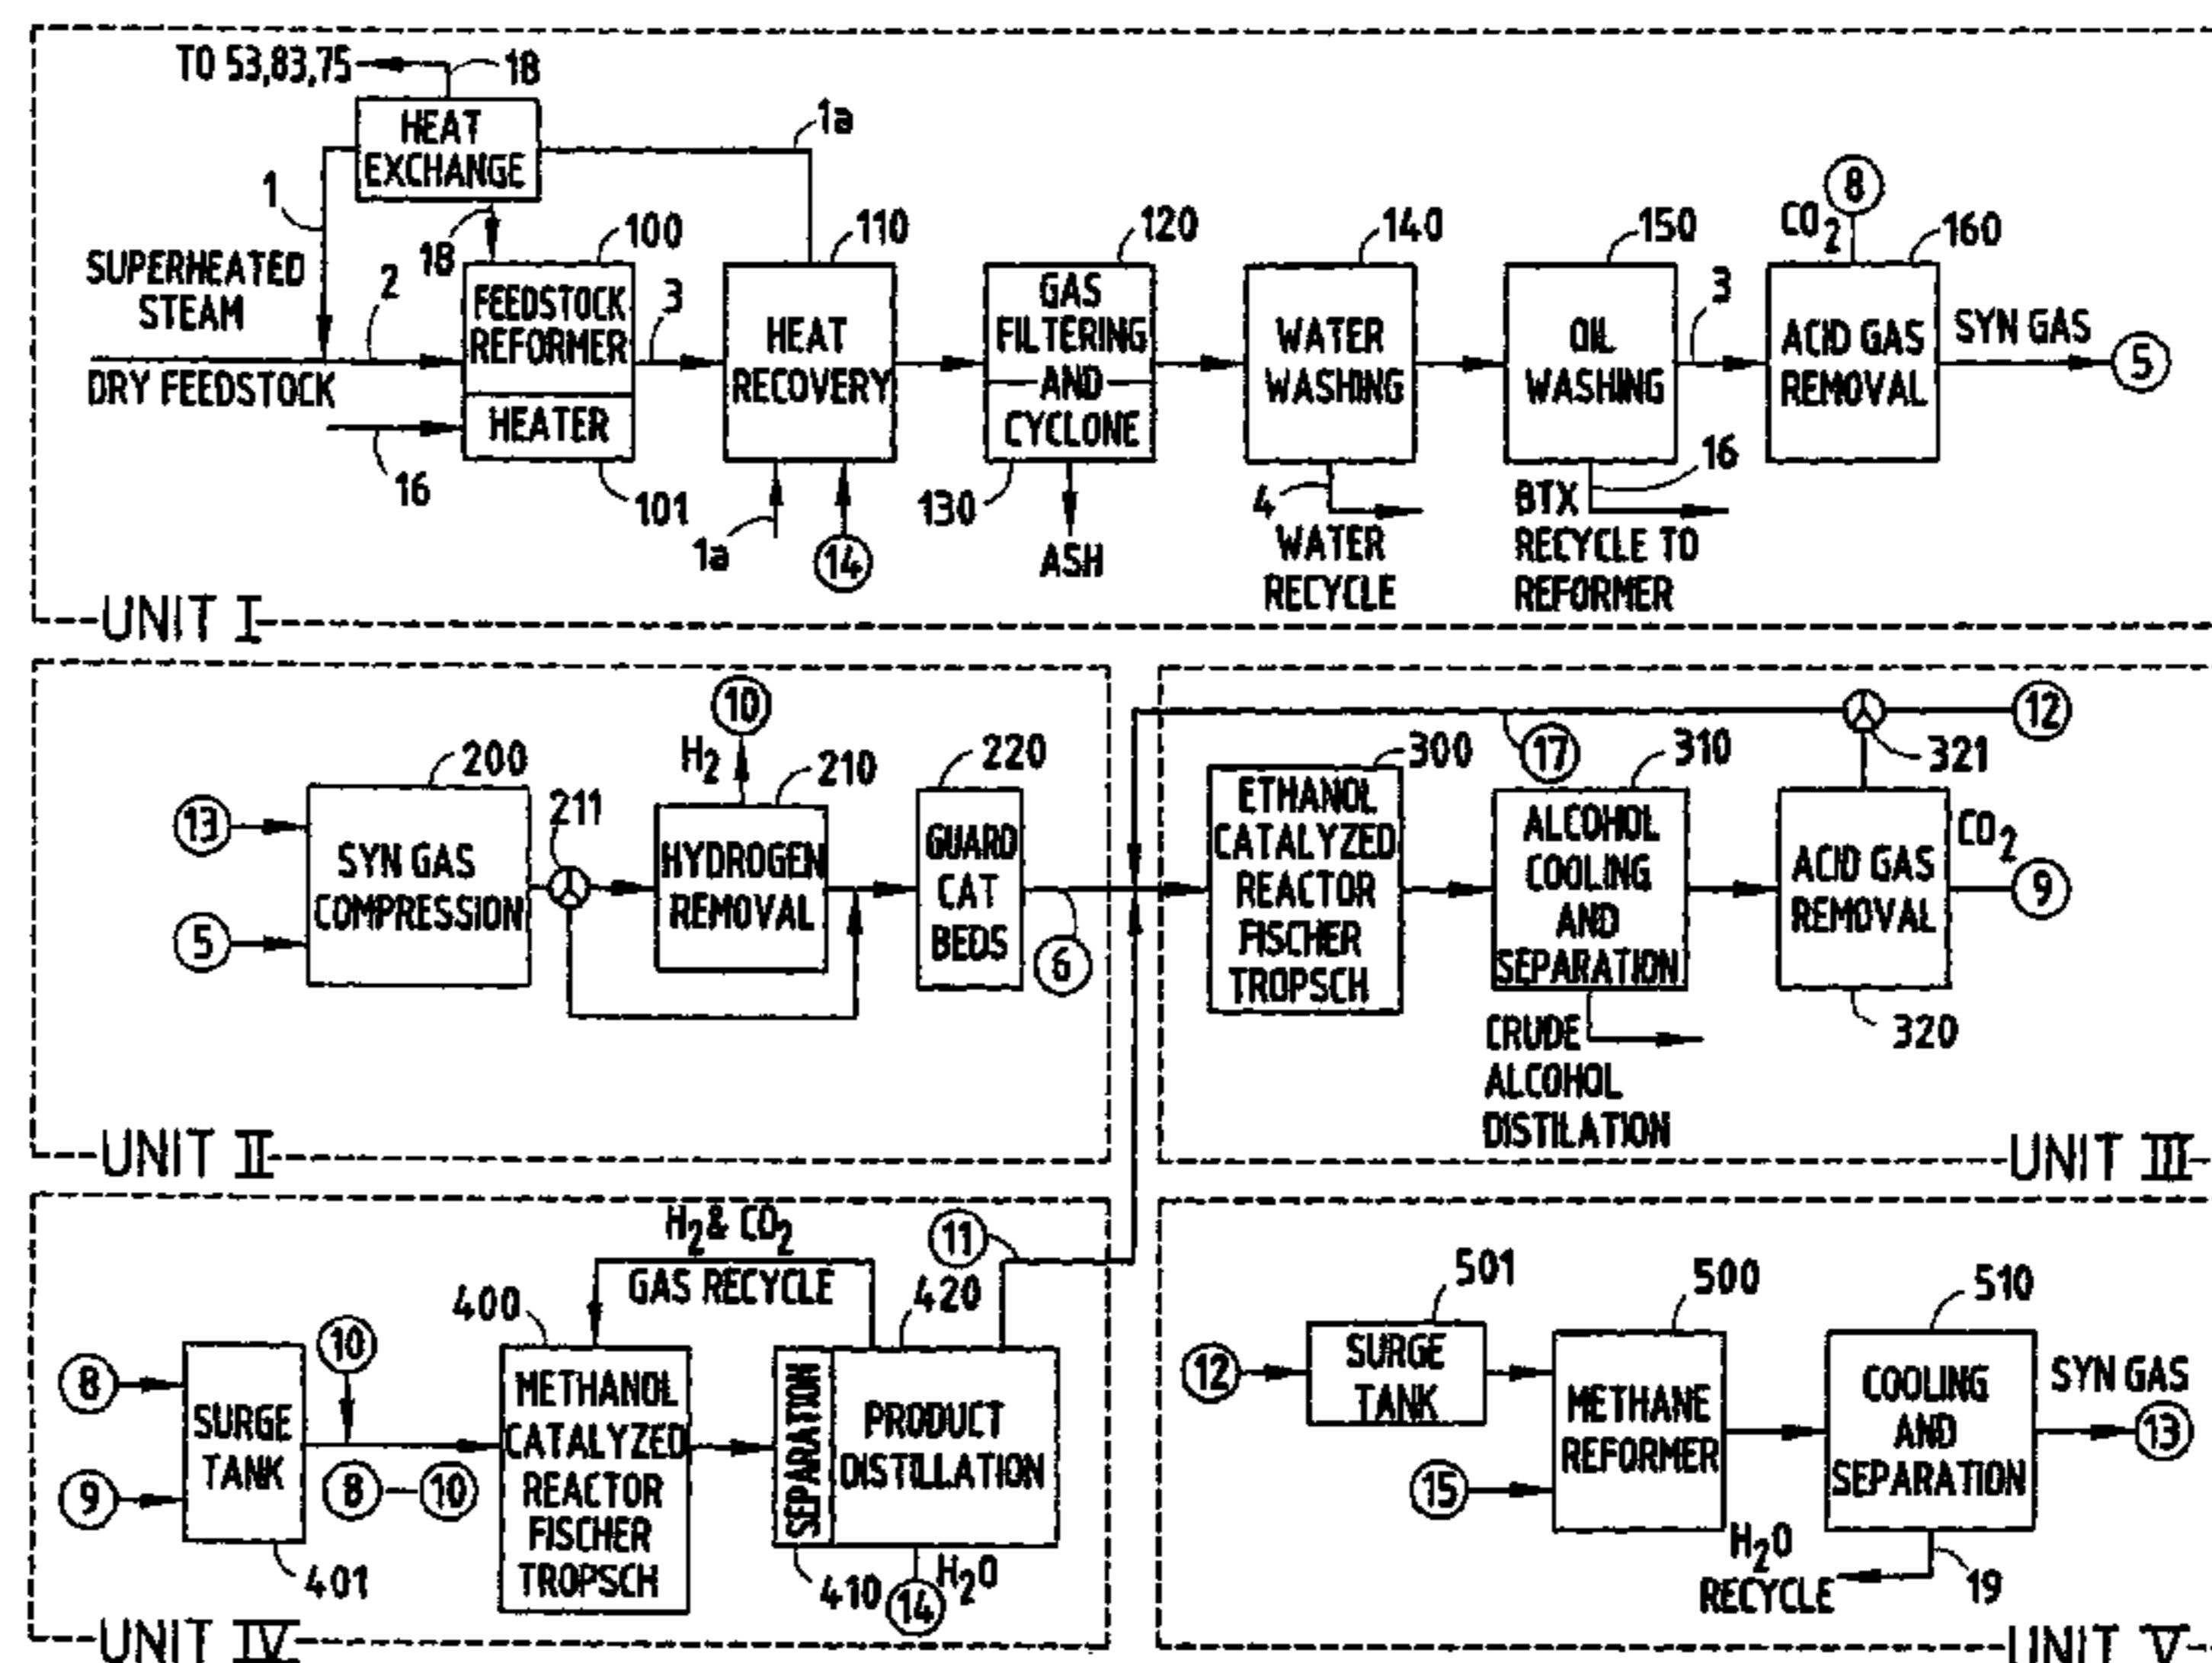 TO 53,83,75
18
HEAT
EXCHANGE
1a
1
18
SUPERHEATED
STEAM
DRY FEEDSTOCK
2
16
100
FEEDSTOCK
REFORMER
HEATER
101
3
110
HEAT
RECOVERY
1a
14
120
GAS
FILTERING
AND
CYCLONE
130
ASH
140
WATER
WASHING
4
WATER
RECYCLE
150
OIL
WASHING
16
BTX
RECYCLE TO
REFORMER
3
8
CO2
160
ACID GAS
REMOVAL
SYN GAS
5
UNIT I
13
5
200
SYN GAS
COMPRESSION
211
10
H2
210
HYDROGEN
REMOVAL
220
GUARD
CAT
BEDS
6
UNIT II
17
12
321
300
ETHANOL
CATALYZED
REACTOR
FISCHER
TROPSCH
310
ALCOHOL
COOLING
AND
SEPARATION
CRUDE
ALCOHOL
DISTILATION
ACID GAS
REMOVAL
320
CO2
9
UNIT III
8
9
SURGE
TANK
401
10
8-10
400
METHANOL
CATALYZED
REACTOR
FISCHER
TROPSCH
H2& CO2
GAS RECYCLE
11
420
SEPARATION
PRODUCT
DISTILLATION
410
14
H2O
UNIT IV
12
501
SURGE
TANK
15
500
METHANE
REFORMER
510
COOLING
AND
SEPARATION
SYN GAS
13
H2O
RECYCLE
19
UNIT V